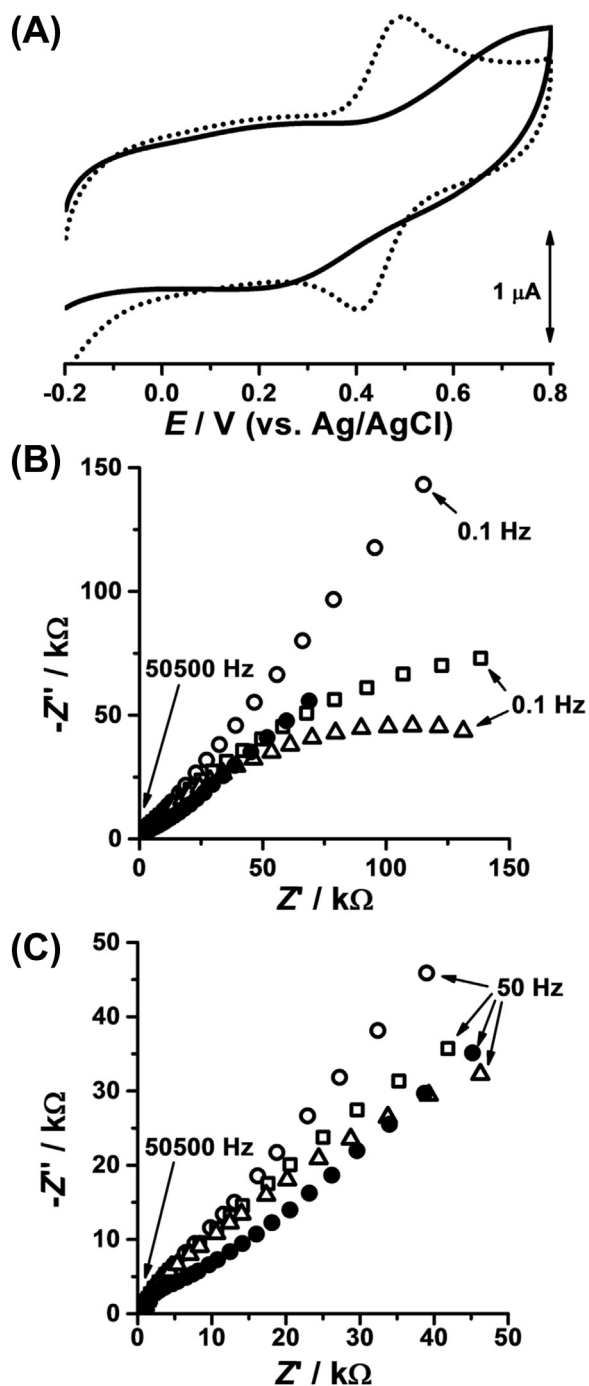 (A)
1 μA
-0.2 0.0 0.2 0.4 0.6 0.8
E / V (vs. Ag/AgCl)
(B)
150
0.1 Hz
100
-Z'' / kΩ
50500 Hz
0.1 Hz
50
0
0 50 100 150
Z' / kΩ
(C)
50
50 Hz
40
30
-Z'' / kΩ
50500 Hz
20
10
0
0 10 20 30 40 50
Z' / kΩ